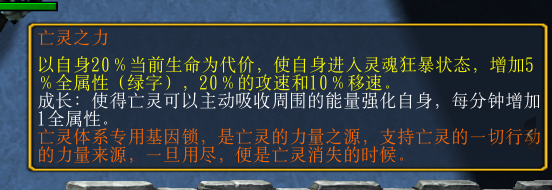 亡灵之力
以自身20%当前生命为代价，使自身进入灵魂狂暴状态，增加5
%全属性（绿字），20%的攻速和10%移速。
成长：使得亡灵可以主动吸收周围的能量强化自身，每分钟增加
1全属性。
亡灵体系专用基因锁，是亡灵的力量之源，支持亡灵的一切行动
的力量来源，一旦用尽，便是亡灵消失的时候。